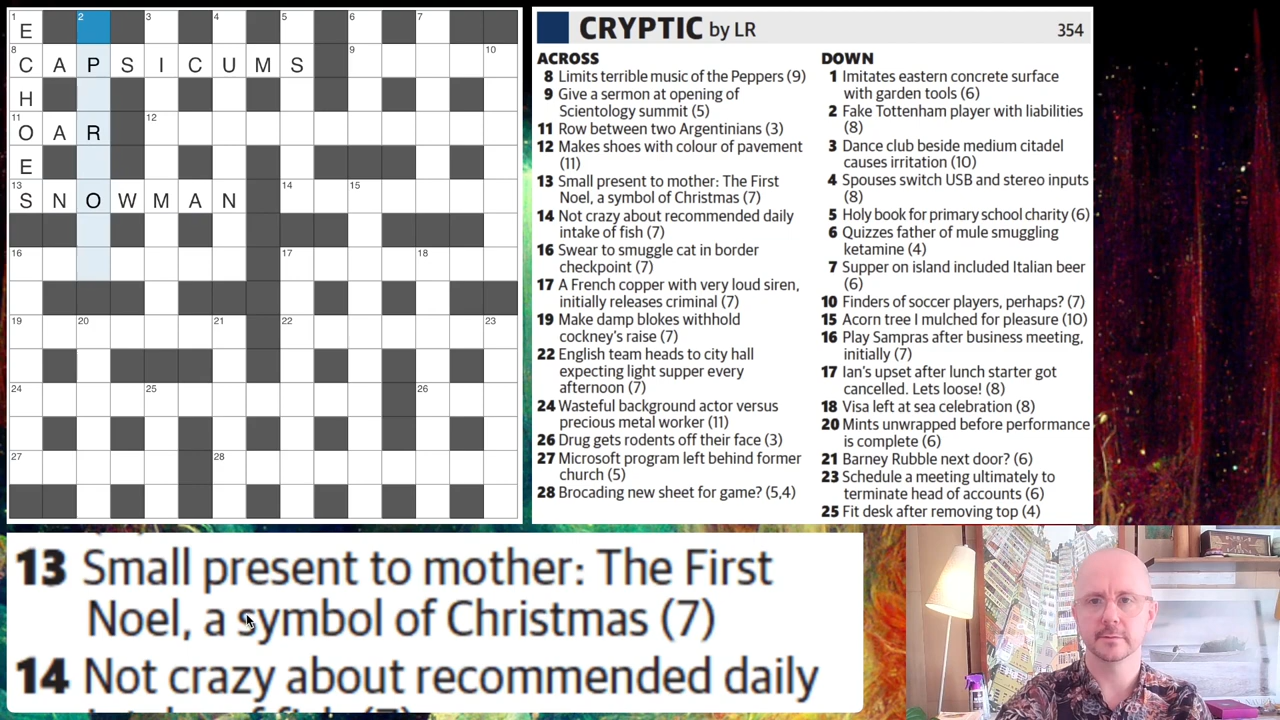 1 2 3 4 5 6 7
E
8 9 10
C A P S I C U M S
H
11 12
O A R
E
13 14 15
S N O W M A N
16 17 18
19 20 21 22 23
24 25 26
27 28
CRYPTIC by LR 354
ACROSS
8 Limits terrible music of the Peppers (9)
9 Give a sermon at opening of
Scientology summit (5)
11 Row between two Argentinians (3)
12 Makes shoes with colour of pavement
(11)
13 Small present to mother: The First
Noel, a symbol of Christmas (7)
14 Not crazy about recommended daily
intake of fish (7)
16 Swear to smuggle cat in border
checkpoint (7)
17 A French copper with very loud siren,
initially releases criminal (7)
19 Make damp blokes withhold
cockney's raise (7)
22 English team heads to city hall
expecting light supper every
afternoon (7)
24 Wasteful background actor versus
precious metal worker (11)
26 Drug gets rodents off their face (3)
27 Microsoft program left behind former
church (5)
28 Brocading new sheet for game? (5,4)
DOWN
1 Imitates eastern concrete surface
with garden tools (6)
2 Fake Tottenham player with liabilities
(8)
3 Dance club beside medium citadel
causes irritation (10)
4 Spouses switch USB and stereo inputs
(8)
5 Holy book for primary school charity (6)
6 Quizzes father of mule smuggling
ketamine (4)
7 Supper on island included Italian beer
(6)
10 Finders of soccer players, perhaps? (7)
15 Acorn tree I mulched for pleasure (10)
16 Play Sampras after business meeting,
initially (7)
17 Ian's upset after lunch starter got
cancelled. Lets loose! (8)
18 Visa left at sea celebration (8)
20 Mints unwrapped before performance
is complete (6)
21 Barney Rubble next door? (6)
23 Schedule a meeting ultimately to
terminate head of accounts (6)
25 Fit desk after removing top (4)
13 Small present to mother: The First
Noel, a symbol of Christmas (7)
14 Not crazy about recommended daily